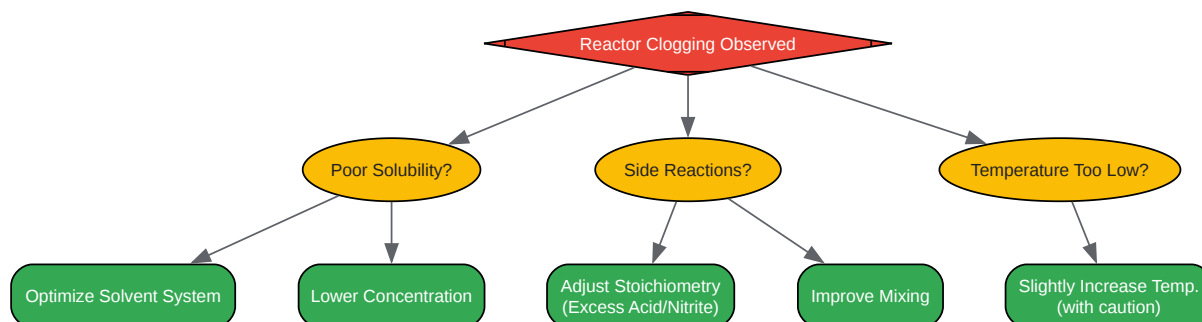 Reactor Clogging Observed
Poor Solubility?
Side Reactions?
Temperature Too Low?
Optimize Solvent System
Lower Concentration
Adjust Stoichiometry
(Excess Acid/Nitrite)
Improve Mixing
Slightly Increase Temp.
(with caution)